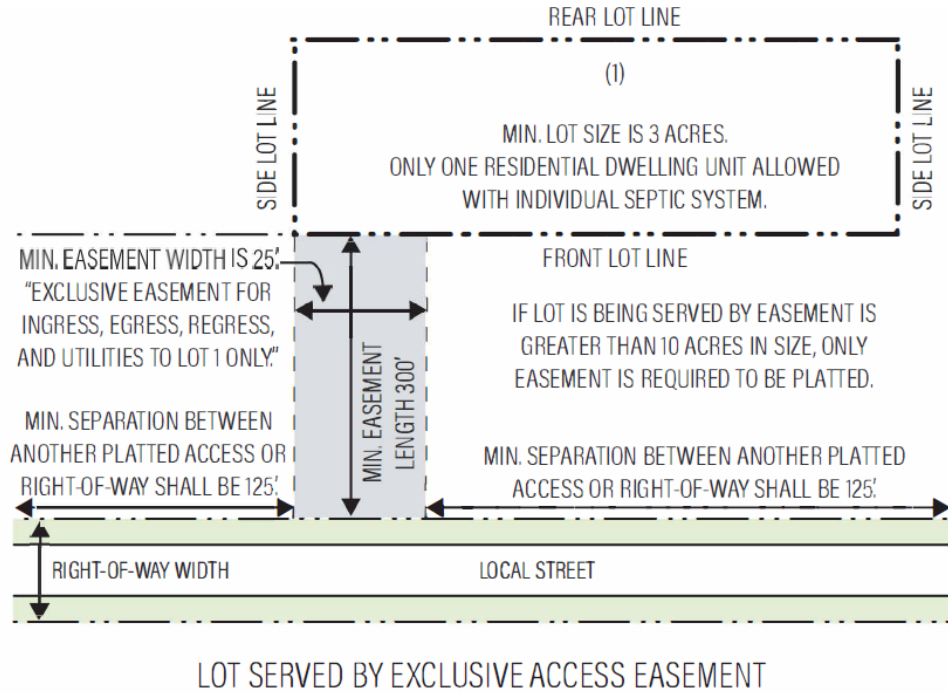 REAR LOT LINE
SIDE LOT LINE
(1)
MIN. LOT SIZE IS 3 ACRES.
ONLY ONE RESIDENTIAL DWELLING UNIT ALLOWED
WITH INDIVIDUAL SEPTIC SYSTEM.
SIDE LOT LINE
MIN. EASEMENT WIDTH IS 25'.
"EXCLUSIVE EASEMENT FOR
INGRESS, EGRESS, REGRESS,
AND UTILITIES TO LOT 1 ONLY."
FRONT LOT LINE
IF LOT IS BEING SERVED BY EASEMENT IS
GREATER THAN 10 ACRES IN SIZE, ONLY
EASEMENT IS REQUIRED TO BE PLATTED.
MIN. EASEMENT
LENGTH 300'
MIN. SEPARATION BETWEEN
ANOTHER PLATTED ACCESS OR
RIGHT-OF-WAY SHALL BE 125'.
MIN. SEPARATION BETWEEN ANOTHER PLATTED
ACCESS OR RIGHT-OF-WAY SHALL BE 125'.
RIGHT-OF-WAY WIDTH
LOCAL STREET
LOT SERVED BY EXCLUSIVE ACCESS EASEMENT